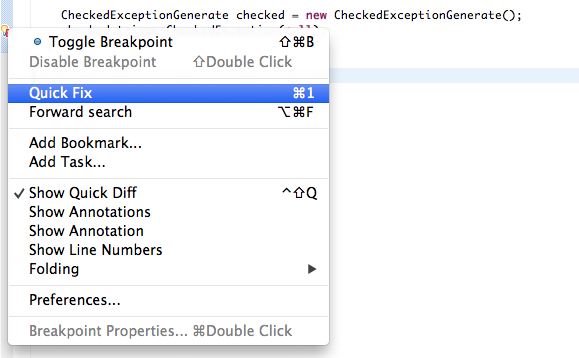 CheckedExceptionGenerate checked = new CheckedExceptionGenerate();
Toggle Breakpoint ⇧⌘B
Disable Breakpoint ⇧Double Click
Quick Fix ⌘1
Forward search ⌥⌘F
Add Bookmark...
Add Task...
✓ Show Quick Diff ^⇧Q
Show Annotations
Show Annotation
Show Line Numbers
Folding ▶
Preferences...
Breakpoint Properties... ⌘Double Click